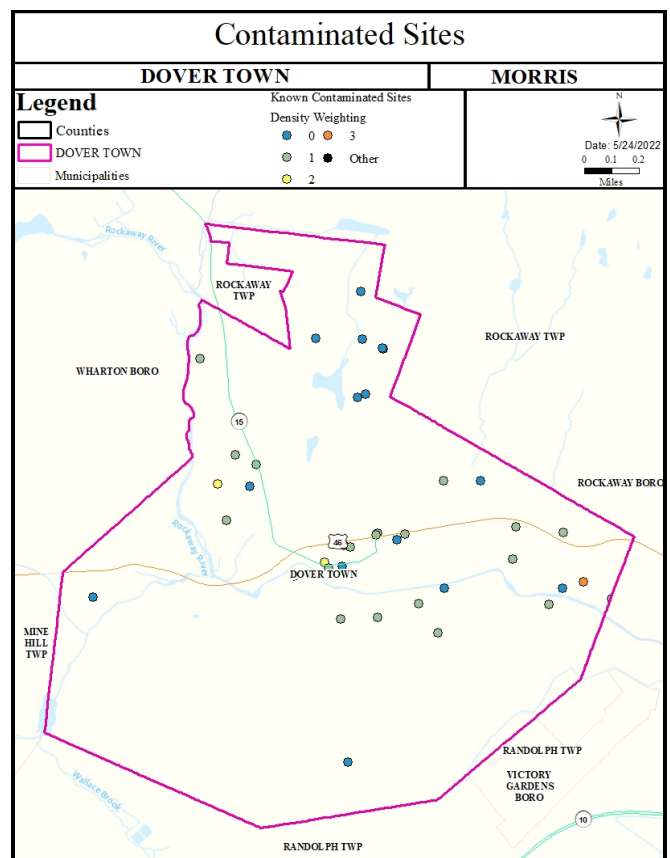 Contaminated Sites
DOVER TOWN
MORRIS
Legend
Counties
DOVER TOWN
Municipalities
Known Contaminated Sites
Density Weighting
0
1
2
3
Other
N
Date: 5/24/2022
0 0.1 0.2
Miles
Rockaway River
ROCKAWAY
TWP
ROCKAWAY TWP
WHARTON BORO
15
ROCKAWAY BORO
Rockaway
River
46
DOVER TOWN
MINE
HILL
TWP
RANDOLPH TWP
VICTORY
GARDENS
BORO
Wallace Brook
10
RANDOLPH TWP